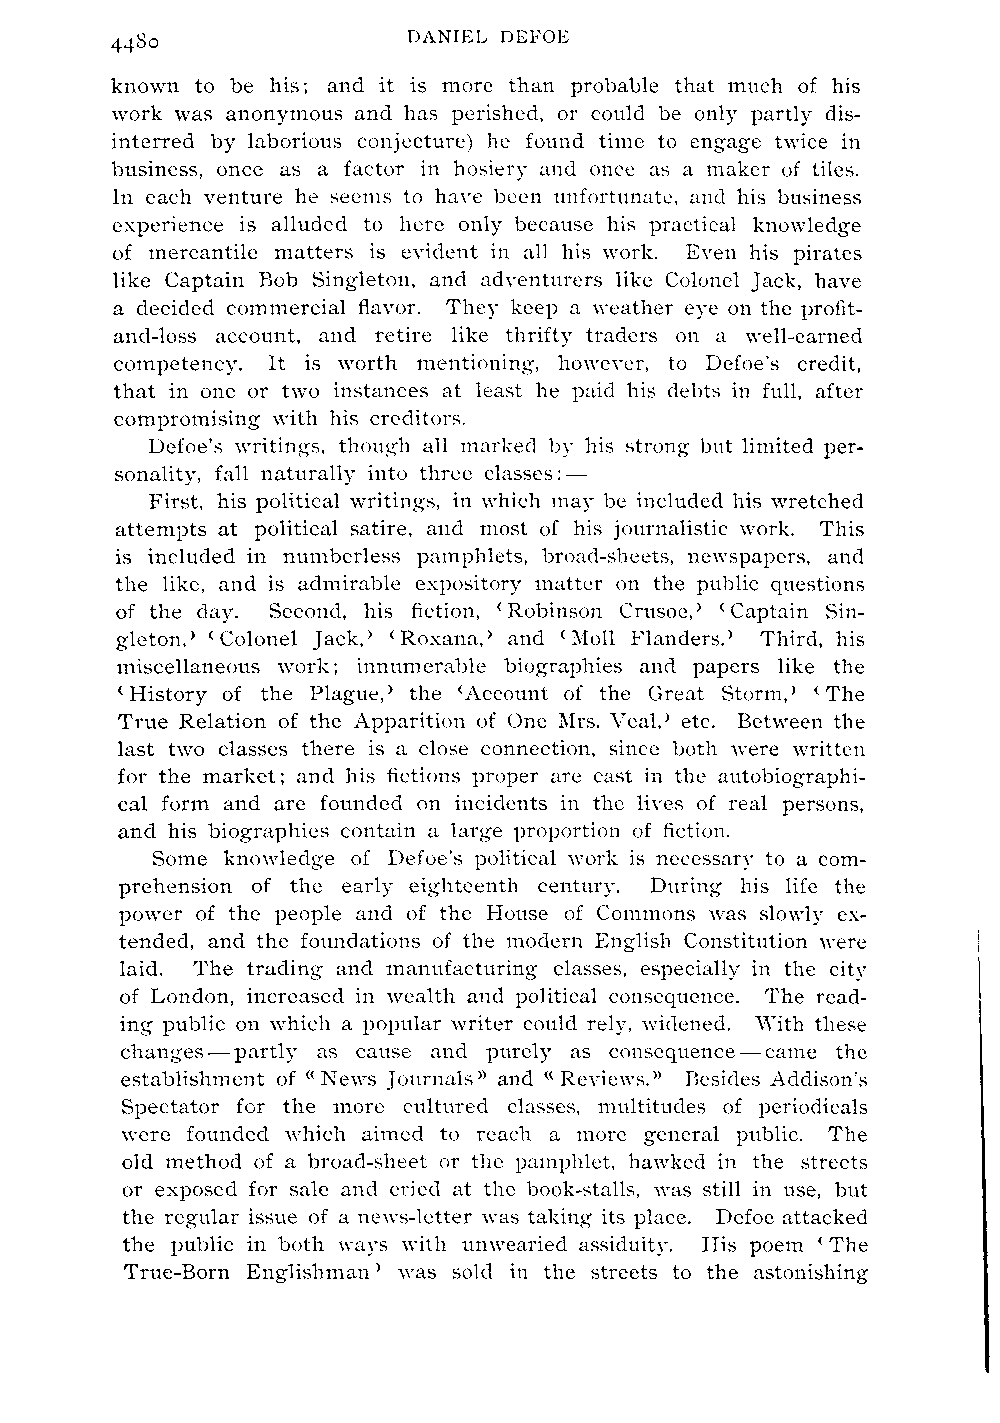 4480
DANIEL DEFOE
known to be his; and it is more than probable that much of his
work was anonymous and has perished, or could be only partly dis-
interred by laborious conjecture) he found time to engage twice in
business, once as a factor in hosiery and once as a maker of tiles.
In each venture he seems to have been unfortunate, and his business
experience is alluded to here only because his practical knowledge
of mercantile matters is evident in all his work. Even his pirates
like Captain Bob Singleton, and adventurers like Colonel Jack, have
a decided commercial flavor. They keep a weather eye on the profit-
and-loss account, and retire like thrifty traders on a well-earned
competency. It is worth mentioning, however, to Defoe's credit,
that in one or two instances at least he paid his debts in full, after
compromising with his creditors.
Defoe's writings, though all marked by his strong but limited per-
sonality, fall naturally into three classes:—
First, his political writings, in which may be included his wretched
attempts at political satire, and most of his journalistic work. This
is included in numberless pamphlets, broad-sheets, newspapers, and
the like, and is admirable expository matter on the public questions
of the day. Second, his fiction, ‹Robinson Crusoe,› ‹Captain Sin-
gleton,› ‹Colonel Jack,› ‹Roxana,› and ‹Moll Flanders.› Third, his
miscellaneous work; innumerable biographies and papers like the
‹History of the Plague,› the ‹Account of the Great Storm,› ‹The
True Relation of the Apparition of One Mrs. Veal,› etc. Between the
last two classes there is a close connection, since both were written
for the market; and his fictions proper are cast in the autobiographi-
cal form and are founded on incidents in the lives of real persons,
and his biographies contain a large proportion of fiction.
Some knowledge of Defoe's political work is necessary to a com-
prehension of the early eighteenth century. During his life the
power of the people and of the House of Commons was slowly ex-
tended, and the foundations of the modern English Constitution were
laid. The trading and manufacturing classes, especially in the city
of London, increased in wealth and political consequence. The read-
ing public on which a popular writer could rely, widened. With these
changes—partly as cause and purely as consequence—came the
establishment of «News Journals» and «Reviews.» Besides Addison's
Spectator for the more cultured classes, multitudes of periodicals
were founded which aimed to reach a more general public. The
old method of a broad-sheet or the pamphlet, hawked in the streets
or exposed for sale and cried at the book-stalls, was still in use, but
the regular issue of a news-letter was taking its place. Defoe attacked
the public in both ways with unwearied assiduity. His poem ‹The
True-Born Englishman› was sold in the streets to the astonishing